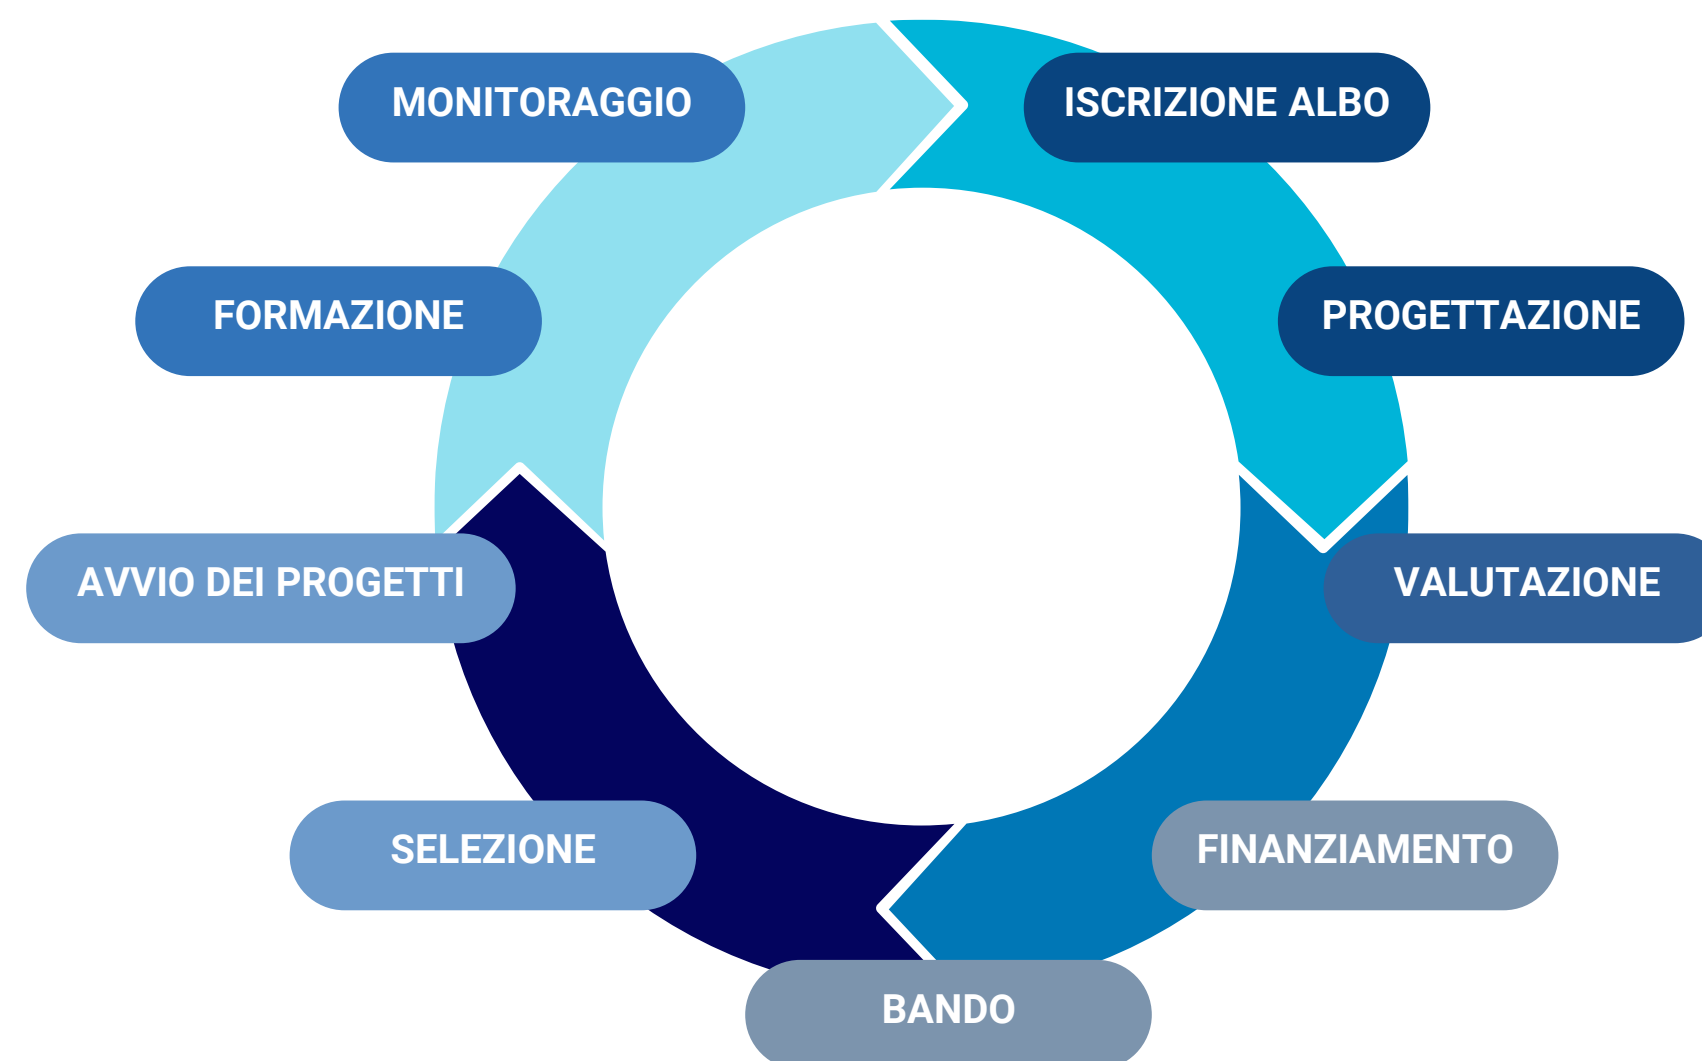 MONITORAGGIO
ISCRIZIONE ALBO
FORMAZIONE
PROGETTAZIONE
AVVIO DEI PROGETTI
VALUTAZIONE
SELEZIONE
FINANZIAMENTO
BANDO